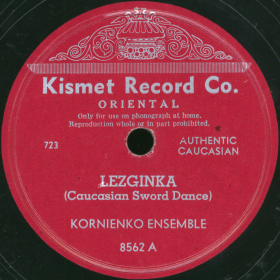 Kismet Record Co.
ORIENTAL
Only for use on phonograph at home.
Reproduction whole or in part prohibited.
723
AUTHENTIC
CAUCASIAN
LEZGINKA
(Caucasian Sword Dance)
KORNIENKO ENSEMBLE
8562 A